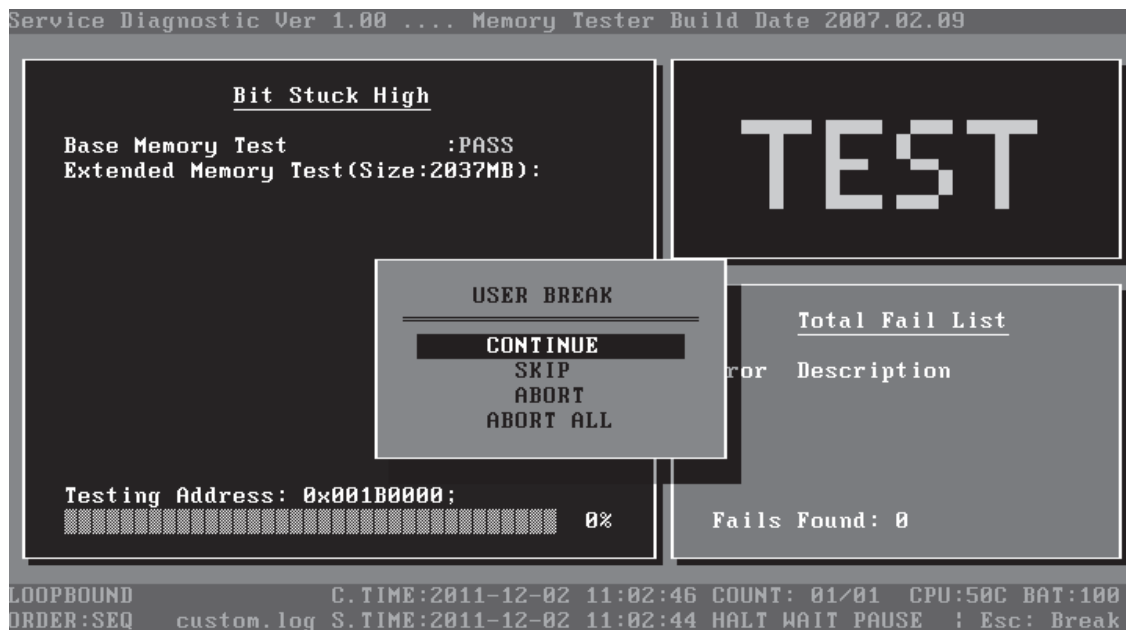 Service Diagnostic Ver 1.00 .... Memory Tester Build Date 2007.02.09
Bit Stuck High
Base Memory Test :PASS
Extended Memory Test(Size:2037MB):
TEST
USER BREAK
CONTINUE
SKIP
ABORT
ABORT ALL
Total Fail List
ror Description
Testing Address: 0x001B0000;
0%
Fails Found: 0
LOOPBOUND C.TIME:2011-12-02 11:02:46 COUNT: 01/01 CPU:50C BAT:100
ORDER:SEQ custom.log S.TIME:2011-12-02 11:02:44 HALT WAIT PAUSE ¦ Esc: Break